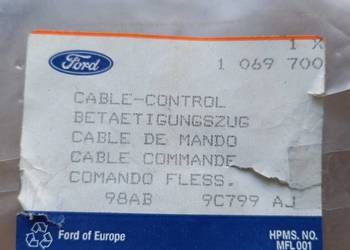 Ford
1 X
1 069 700
CABLE-CONTROL
BETAETIGUNGSZUG
CABLE DE MANDO
CABLE COMMANDE
COMANDO FLESS.
98AB 9C799 AJ
Ford of Europe
HPMS. NO.
MFL001